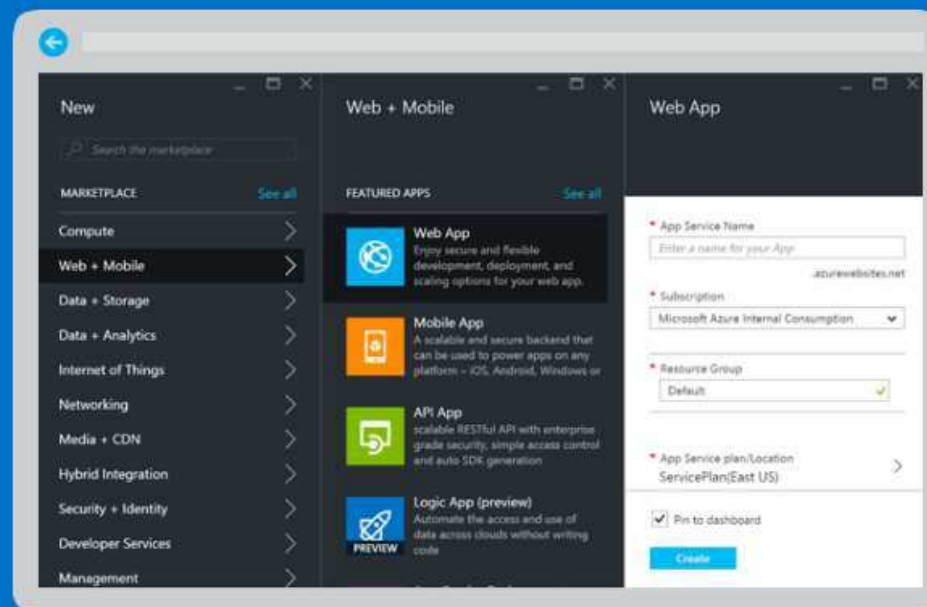 New
Search the marketplace
MARKETPLACE
See all
Compute
Web + Mobile
Data + Storage
Data + Analytics
Internet of Things
Networking
Media + CDN
Hybrid Integration
Security + Identity
Developer Services
Management
Web + Mobile
FEATURED APPS
See all
Web App
Enjoy secure and flexible
development, deployment, and
scaling options for your web app.
Mobile App
A scalable and secure backend that
can be used to power apps on any
platform – iOS, Android, Windows or
API App
scalable RESTful API with enterprise
grade security, simple access control
and auto SDK generation
Logic App (preview)
Automate the access and use of
data across clouds without writing
code
PREVIEW
Web App
* App Service Name
Enter a name for your App
.azurewebsites.net
* Subscription
Microsoft Azure Internal Consumption
* Resource Group
Default
* App Service plan/Location
ServicePlan(East US)
Pin to dashboard
Create